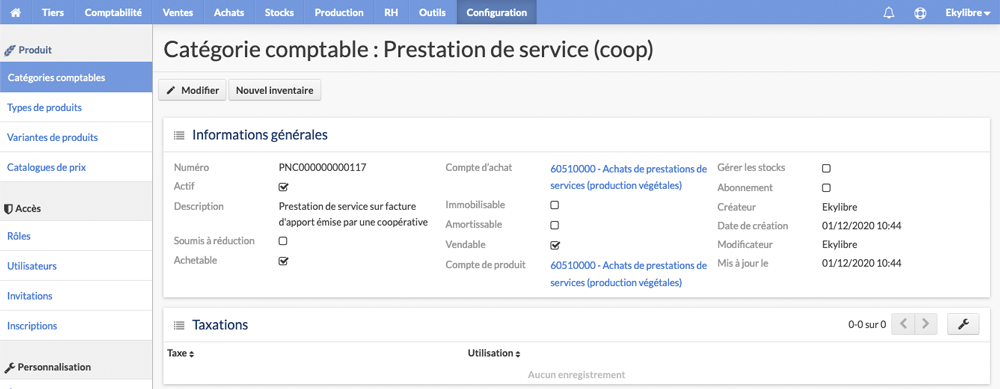 Tiers Comptabilité Ventes Achats Stocks Production RH Outils Configuration Ekylibre
Produit
Catégories comptables
Types de produits
Variantes de produits
Catalogues de prix
Accès
Rôles
Utilisateurs
Invitations
Inscriptions
Personnalisation
Catégorie comptable : Prestation de service (coop)
Modifier Nouvel inventaire
Informations générales
Numéro PNC000000000117
Actif
Description Prestation de service sur facture
d'apport émise par une coopérative
Soumis à réduction
Achetable
Compte d'achat 60510000 - Achats de prestations de
services (production végétales)
Immobilisable
Amortissable
Vendable
Compte de produit 60510000 - Achats de prestations de
services (production végétales)
Gérer les stocks
Abonnement
Créateur Ekylibre
Date de création 01/12/2020 10:44
Modificateur Ekylibre
Mis à jour le 01/12/2020 10:44
Taxations 0-0 sur 0
Taxe Utilisation
Aucun enregistrement